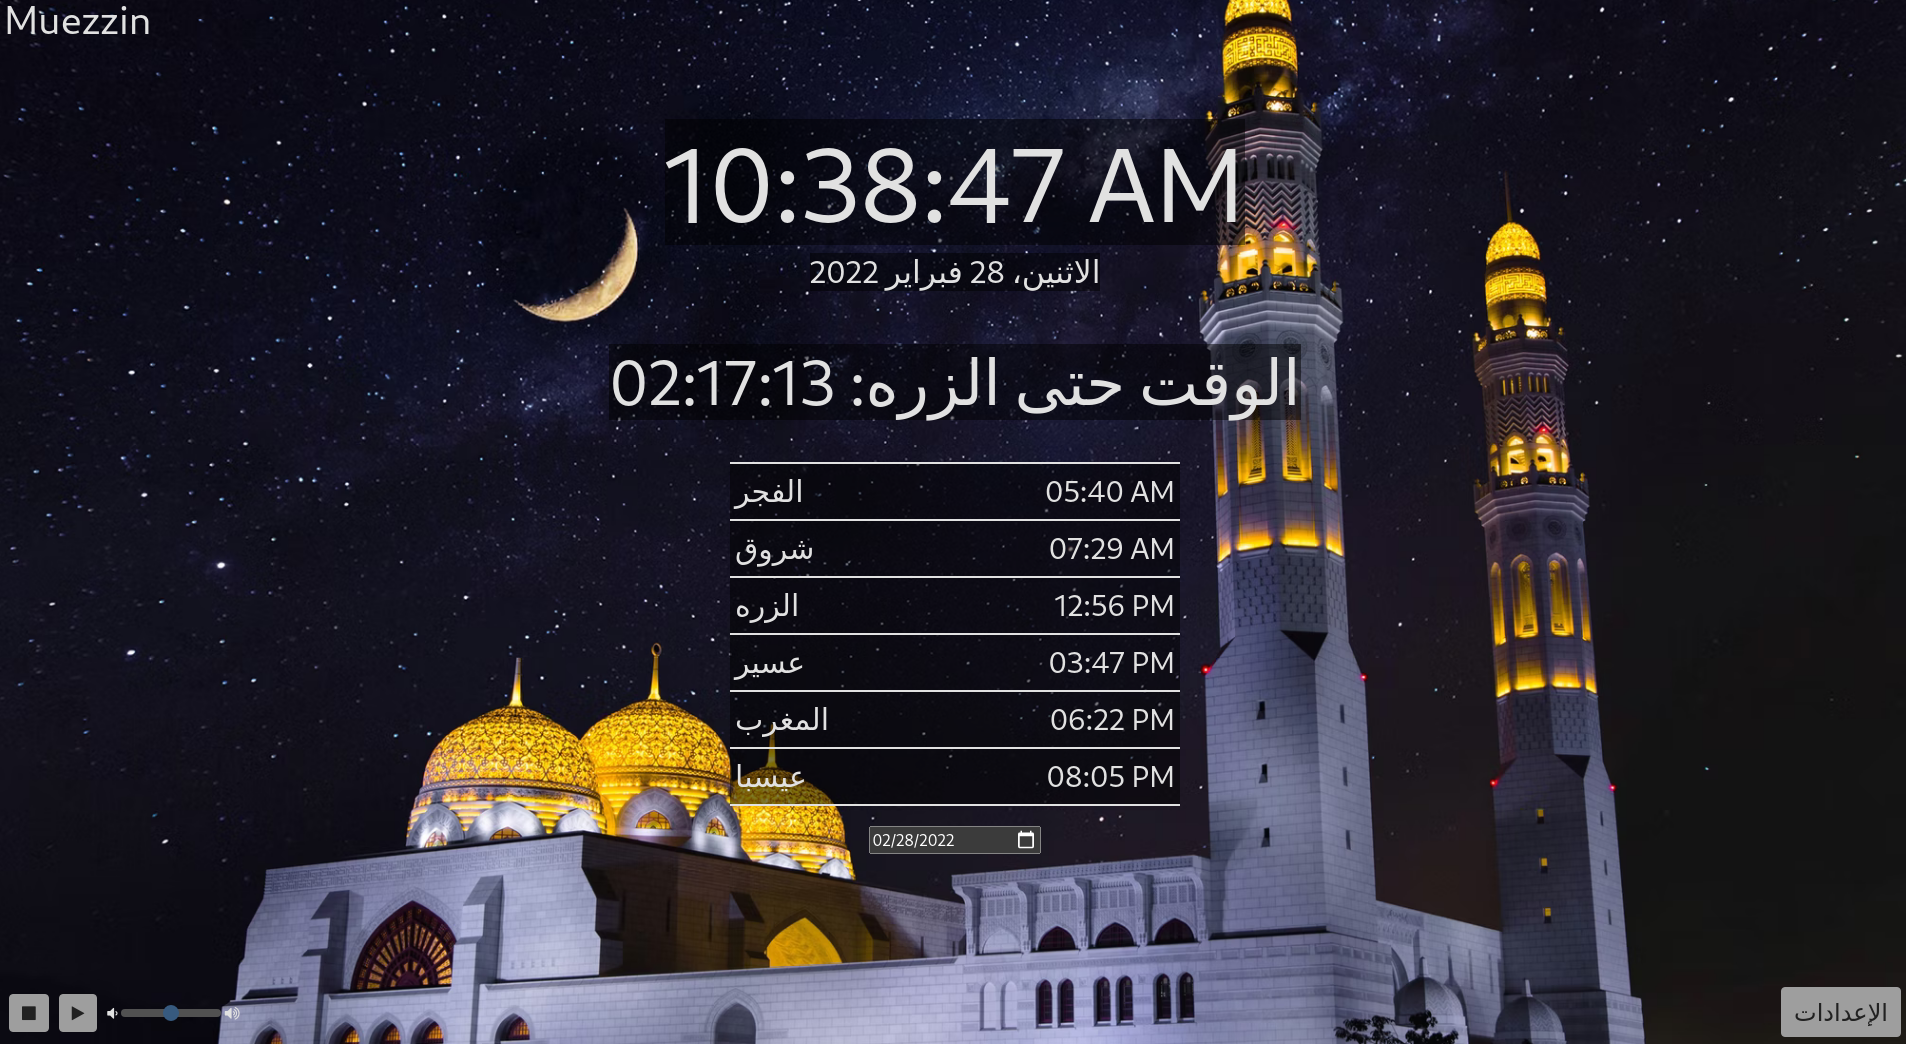 Muezzin
10:38:47 AM
الاثنين، 28 فبراير 2022
الوقت حتى الزره: 02:17:13
الفجر 05:40 AM
شروق 07:29 AM
الزره 12:56 PM
عسير 03:47 PM
المغرب 06:22 PM
عيسبا 08:05 PM
02/28/2022
الإعدادات